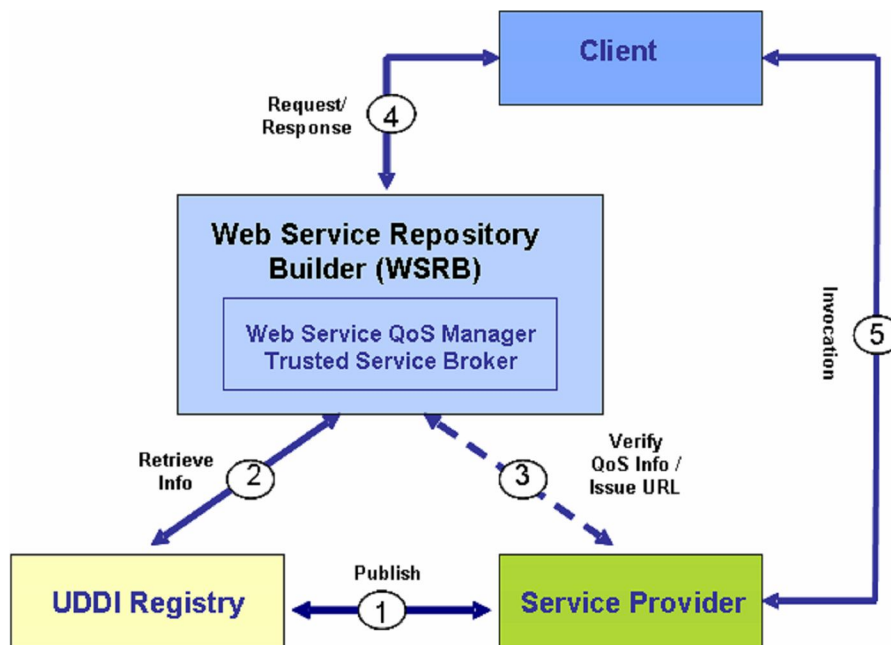 Client
Request/
Response
4
Web Service Repository
Builder (WSRB)
Web Service QoS Manager
Trusted Service Broker
Invocation
5
Retrieve
Info
2
3
Verify
QoS Info /
Issue URL
UDDI Registry
Publish
1
Service Provider